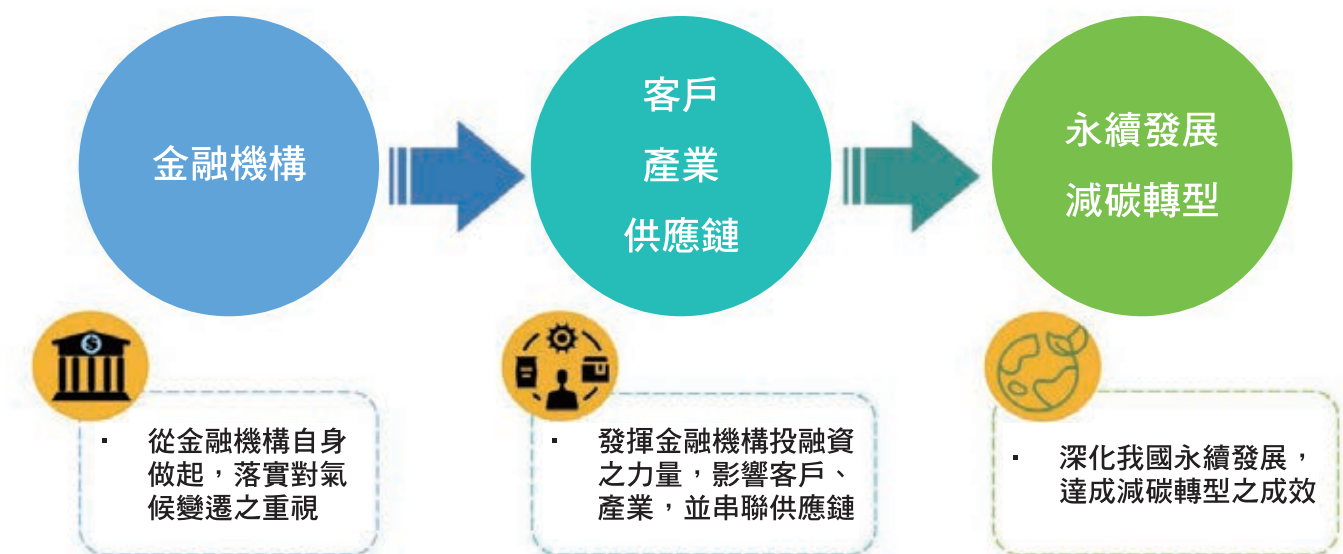 金融機構
客戶
產業
供應鏈
永續發展
減碳轉型
$
▪ 從金融機構自身
做起，落實對氣
候變遷之重視
▪ 發揮金融機構投融資
之力量，影響客戶、
產業，並串聯供應鏈
▪ 深化我國永續發展，
達成減碳轉型之成效